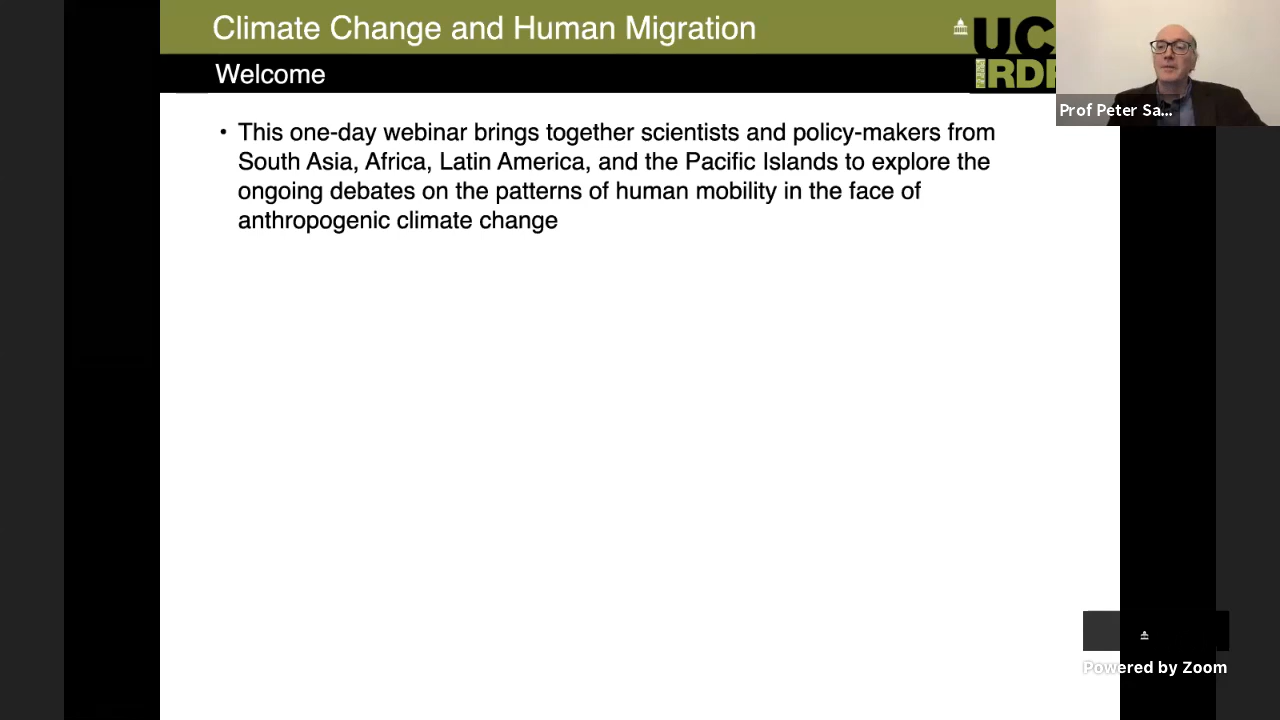 Climate Change and Human Migration
Welcome
UC
IRDR
Prof Peter Sa...
• This one-day webinar brings together scientists and policy-makers from
South Asia, Africa, Latin America, and the Pacific Islands to explore the
ongoing debates on the patterns of human mobility in the face of
anthropogenic climate change
Powered by Zoom